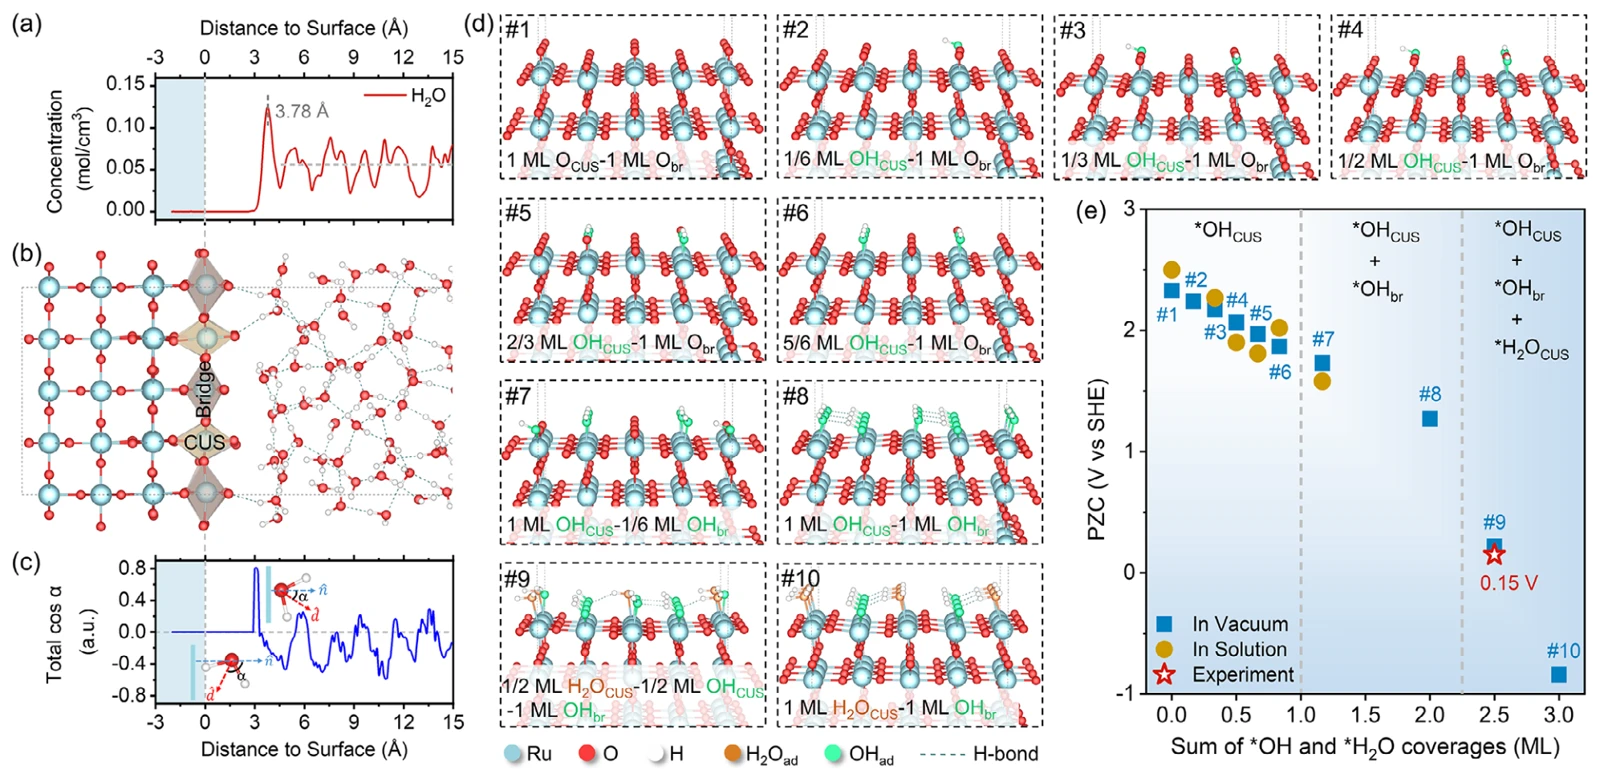 (a)
Distance to Surface (Å)
-3 0 3 6 9 12 15
Concentration
(mol/cm³)
0.15
0.10
0.05
0.00
H₂O
3.78 Å
(b)
Bridge
CUS
(c)
Total cos α
(a.u.)
0.8
0.4
0.0
-0.4
-0.8
α n̂
d̂
n̂
α
d̂
-3 0 3 6 9 12 15
Distance to Surface (Å)
(d)
#1
1 ML O_CUS-1 ML O_br
#2
1/6 ML OH_CUS-1 ML O_br
#3
1/3 ML OH_CUS-1 ML O_br
#4
1/2 ML OH_CUS-1 ML O_br
#5
2/3 ML OH_CUS-1 ML O_br
#6
5/6 ML OH_CUS-1 ML O_br
#7
1 ML OH_CUS-1/6 ML OH_br
#8
1 ML OH_CUS-1 ML OH_br
#9
1/2 ML H₂O_CUS-1/2 ML OH_CUS
-1 ML OH_br
#10
1 ML H₂O_CUS-1 ML OH_br
Ru O H H₂O_ad OH_ad H-bond
(e)
PZC (V vs SHE)
3
2
1
0
-1
*OH_CUS
*OH_CUS
+
*OH_br
*OH_CUS
+
*OH_br
+
*H₂O_CUS
#1
#2
#3
#4
#5
#6
#7
#8
#9
0.15 V
#10
In Vacuum
In Solution
Experiment
0.0 0.5 1.0 1.5 2.0 2.5 3.0
Sum of *OH and *H₂O coverages (ML)